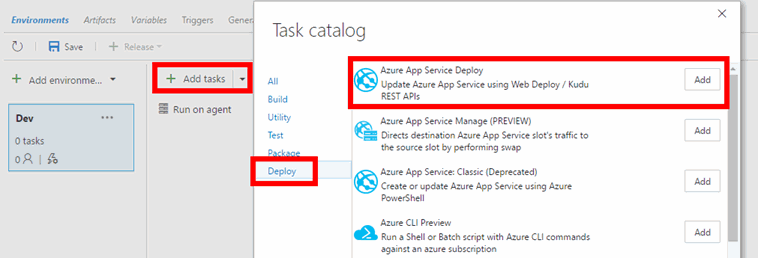 Environments Artifacts Variables Triggers Gener
Save Release
Add environme...
Dev
0 tasks
0
Add tasks
Run on agent
Task catalog
All
Build
Utility
Test
Package
Deploy
Azure App Service Deploy
Update Azure App Service using Web Deploy / Kudu
REST APIs
Add
Azure App Service Manage (PREVIEW)
Directs destination Azure App Service slot's traffic to
the source slot by performing swap
Add
Azure App Service: Classic (Deprecated)
Create or update Azure App Service using Azure
PowerShell
Add
Azure CLI Preview
Run a Shell or Batch script with Azure CLI commands
against an azure subscription
Add